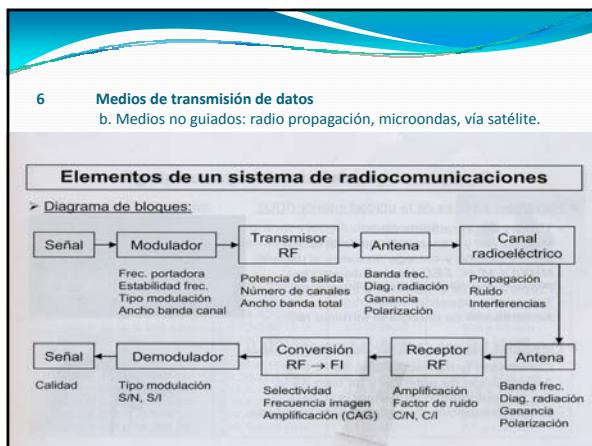 6 Medios de transmisión de datos
b. Medios no guiados: radio propagación, microondas, vía satélite.
Elementos de un sistema de radiocomunicaciones
➢ Diagrama de bloques:
Señal
Modulador
Frec. portadora
Estabilidad frec.
Tipo modulación
Ancho banda canal
Transmisor
RF
Potencia de salida
Número de canales
Ancho banda total
Antena
Banda frec.
Diag. radiación
Ganancia
Polarización
Canal
radioeléctrico
Propagación
Ruido
Interferencias
Señal
Calidad
Demodulador
Tipo modulación
S/N, S/I
Conversión
RF → FI
Selectividad
Frecuencia imagen
Amplificación (CAG)
Receptor
RF
Amplificación
Factor de ruido
C/N, C/I
Antena
Banda frec.
Diag. radiación
Ganancia
Polarización